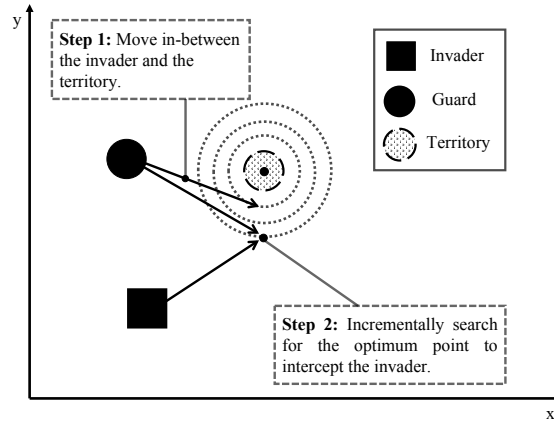 y
Step 1: Move in-between
the invader and the
territory.
Invader
Guard
Territory
Step 2: Incrementally search
for the optimum point to
intercept the invader.
x